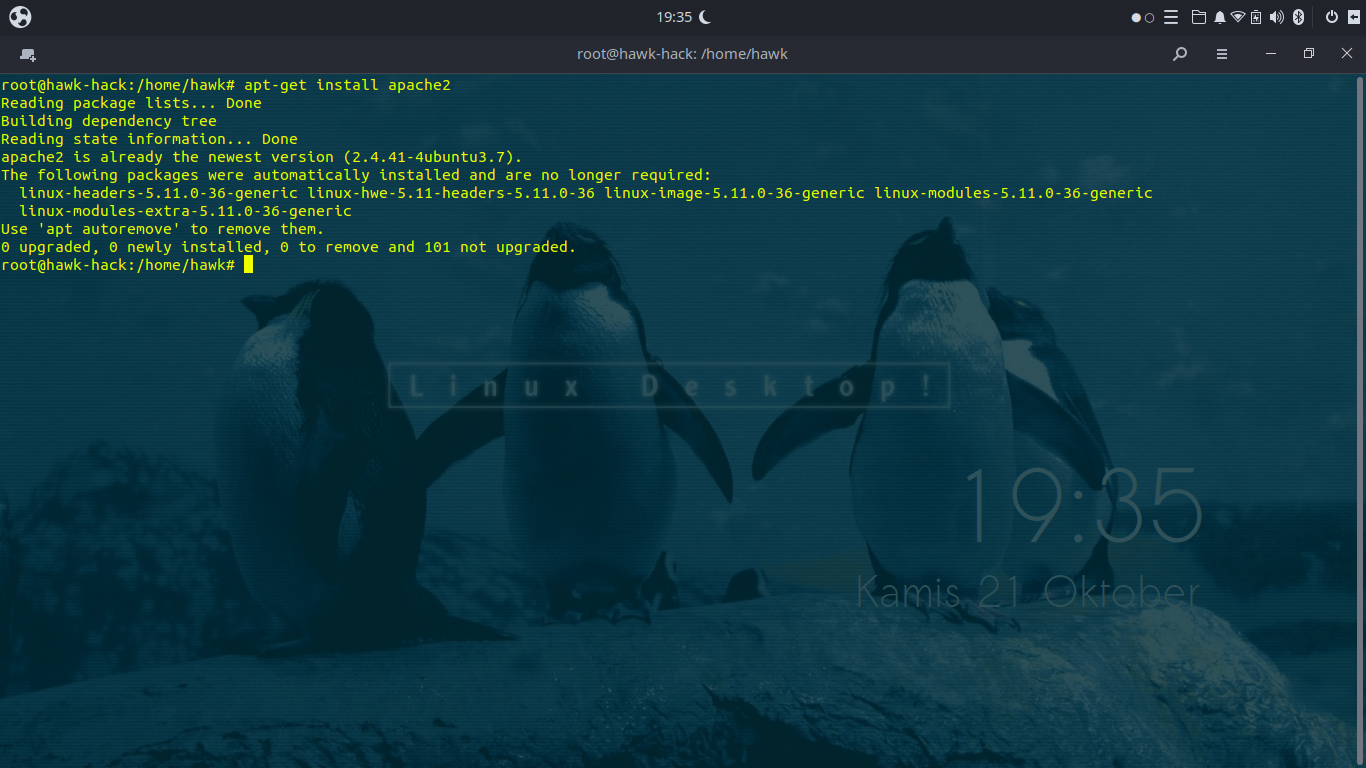 19:35
root@hawk-hack: /home/hawk
root@hawk-hack:/home/hawk# apt-get install apache2
Reading package lists... Done
Building dependency tree
Reading state information... Done
apache2 is already the newest version (2.4.41-4ubuntu3.7).
The following packages were automatically installed and are no longer required:
  linux-headers-5.11.0-36-generic linux-hwe-5.11-headers-5.11.0-36 linux-image-5.11.0-36-generic linux-modules-5.11.0-36-generic
  linux-modules-extra-5.11.0-36-generic
Use 'apt autoremove' to remove them.
0 upgraded, 0 newly installed, 0 to remove and 101 not upgraded.
root@hawk-hack:/home/hawk#
Linux Desktop!
19:35
Kamis 21 Oktober